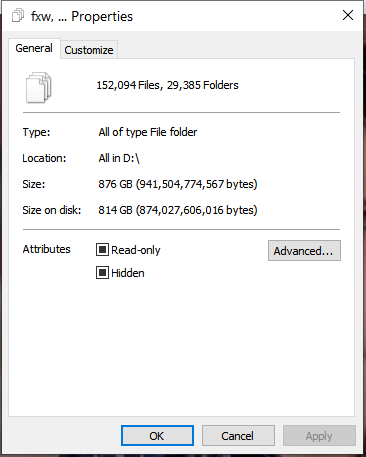 fxw, ... Properties
General
Customize
152,094 Files, 29,385 Folders
Type: All of type File folder
Location: All in D:\
Size: 876 GB (941,504,774,567 bytes)
Size on disk: 814 GB (874,027,606,016 bytes)
Attributes Read-only Advanced...
Hidden
OK Cancel Apply